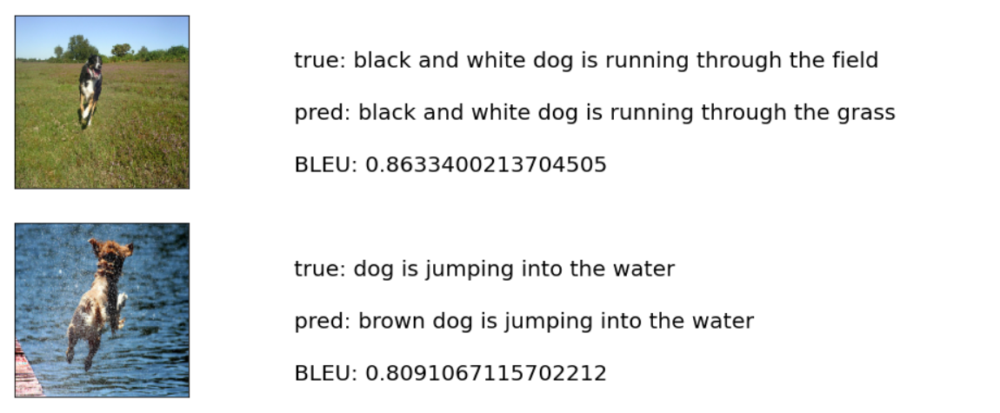 true: black and white dog is running through the field
pred: black and white dog is running through the grass
BLEU: 0.8633400213704505
true: dog is jumping into the water
pred: brown dog is jumping into the water
BLEU: 0.8091067115702212